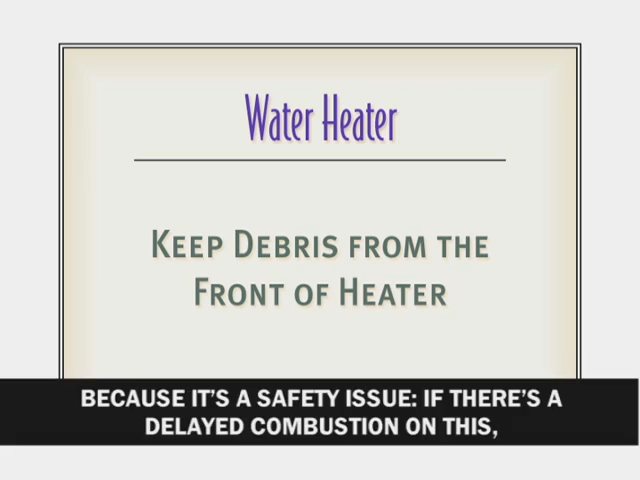 Water Heater
KEEP DEBRIS FROM THE
FRONT OF HEATER
BECAUSE IT'S A SAFETY ISSUE: IF THERE'S A
DELAYED COMBUSTION ON THIS,